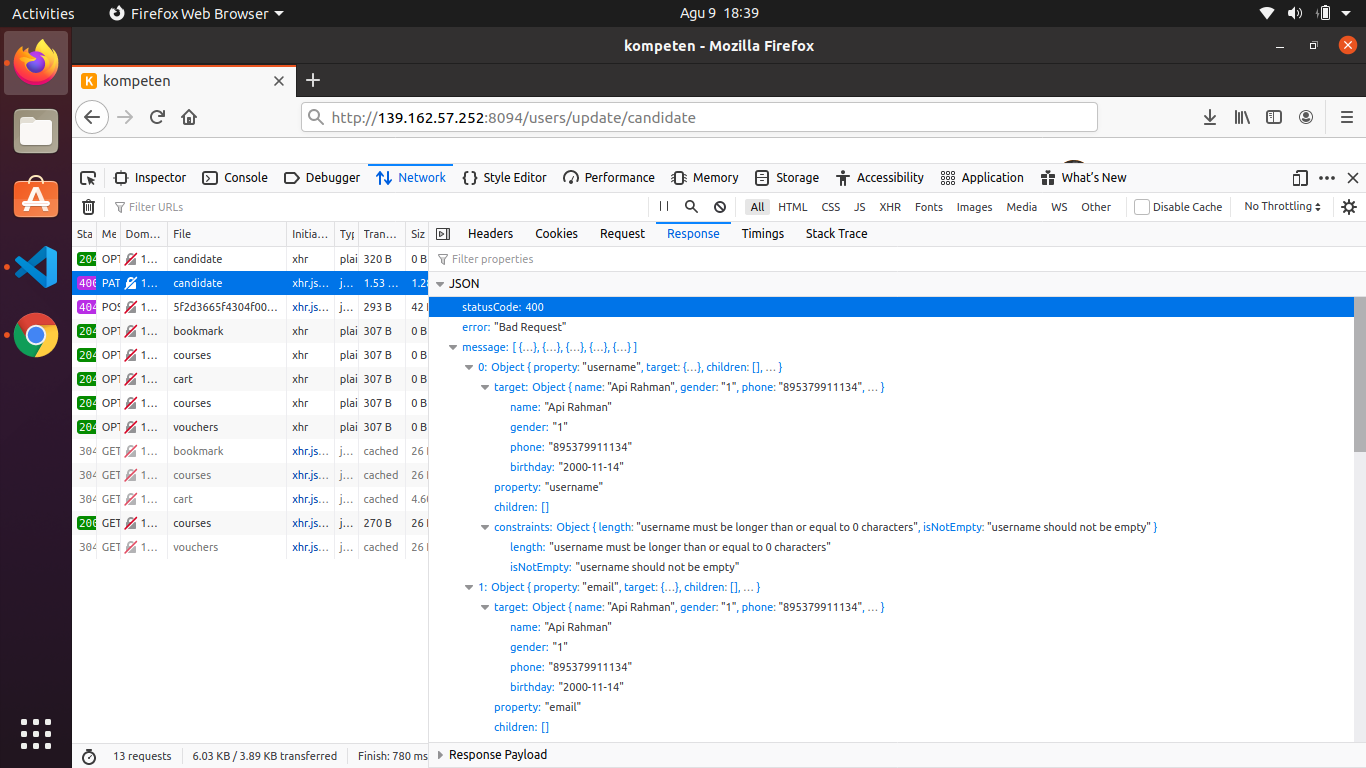 Activities Firefox Web Browser Agu 9 18:39
kompeten - Mozilla Firefox
K kompeten
http://139.162.57.252:8094/users/update/candidate
Inspector Console Debugger Network Style Editor Performance Memory Storage Accessibility Application What's New
Filter URLs All HTML CSS JS XHR Fonts Images Media WS Other Disable Cache No Throttling
Sta Me Dom... File Initia... Typ Tran... Siz Headers Cookies Request Response Timings Stack Trace
204 OPT 1... candidate xhr plai 320 B 0 B
Filter properties
400 PAT 1... candidate xhr.js... j... 1.53 ... 1.28
JSON
404 POS 1... 5f2d3665f4304f00... xhr.js... j... 293 B 42
statusCode: 400
204 OPT 1... bookmark xhr plai 307 B 0 B
error: "Bad Request"
204 OPT 1... courses xhr plai 307 B 0 B
message: [ {...}, {...}, {...}, {...}, {...} ]
204 OPT 1... cart xhr plai 307 B 0 B
0: Object { property: "username", target: {...}, children: [], ... }
204 OPT 1... courses xhr plai 307 B 0 B
target: Object { name: "Api Rahman", gender: "1", phone: "895379911134", ... }
204 OPT 1... vouchers xhr plai 307 B 0 B
name: "Api Rahman"
gender: "1"
304 GET 1... bookmark xhr.js... j... cached 26
phone: "895379911134"
304 GET 1... courses xhr.js... j... cached 26
birthday: "2000-11-14"
304 GET 1... cart xhr.js... j... cached 4.60
property: "username"
children: []
200 GET 1... courses xhr.js... j... 270 B 26
constraints: Object { length: "username must be longer than or equal to 0 characters", isNotEmpty: "username should not be empty" }
304 GET 1... vouchers xhr.js... j... cached 26
length: "username must be longer than or equal to 0 characters"
isNotEmpty: "username should not be empty"
1: Object { property: "email", target: {...}, children: [], ... }
target: Object { name: "Api Rahman", gender: "1", phone: "895379911134", ... }
name: "Api Rahman"
gender: "1"
phone: "895379911134"
birthday: "2000-11-14"
property: "email"
children: []
13 requests 6.03 KB / 3.89 KB transferred Finish: 780 ms
Response Payload